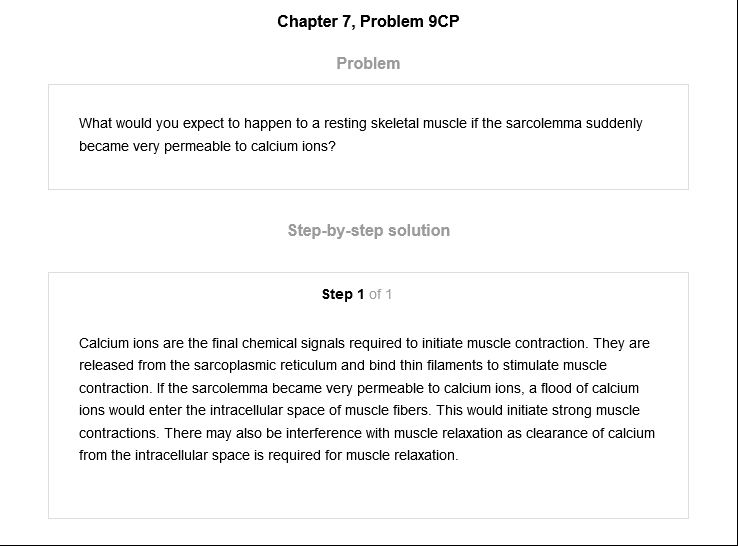 Chapter 7, Problem 9CP
Problem
What would you expect to happen to a resting skeletal muscle if the sarcolemma suddenly
became very permeable to calcium ions?
Step-by-step solution
Step 1 of 1
Calcium ions are the final chemical signals required to initiate muscle contraction. They are
released from the sarcoplasmic reticulum and bind thin filaments to stimulate muscle
contraction. If the sarcolemma became very permeable to calcium ions, a flood of calcium
ions would enter the intracellular space of muscle fibers. This would initiate strong muscle
contractions. There may also be interference with muscle relaxation as clearance of calcium
from the intracellular space is required for muscle relaxation.